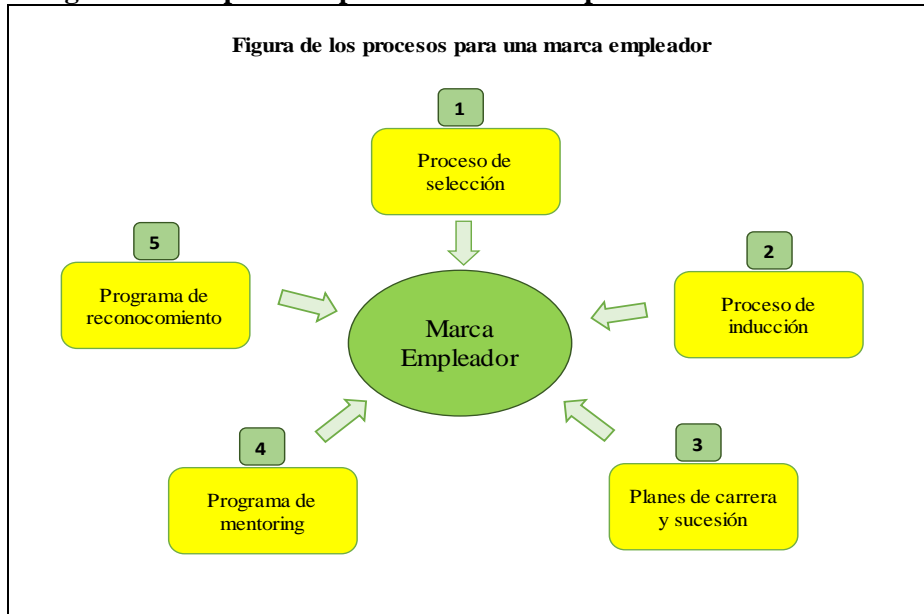 Figura de los procesos para una marca empleador
1
Proceso de
selección
2
Proceso de
inducción
3
Planes de carrera
y sucesión
4
Programa de
mentoring
5
Programa de
reconocomiento
Marca
Empleador